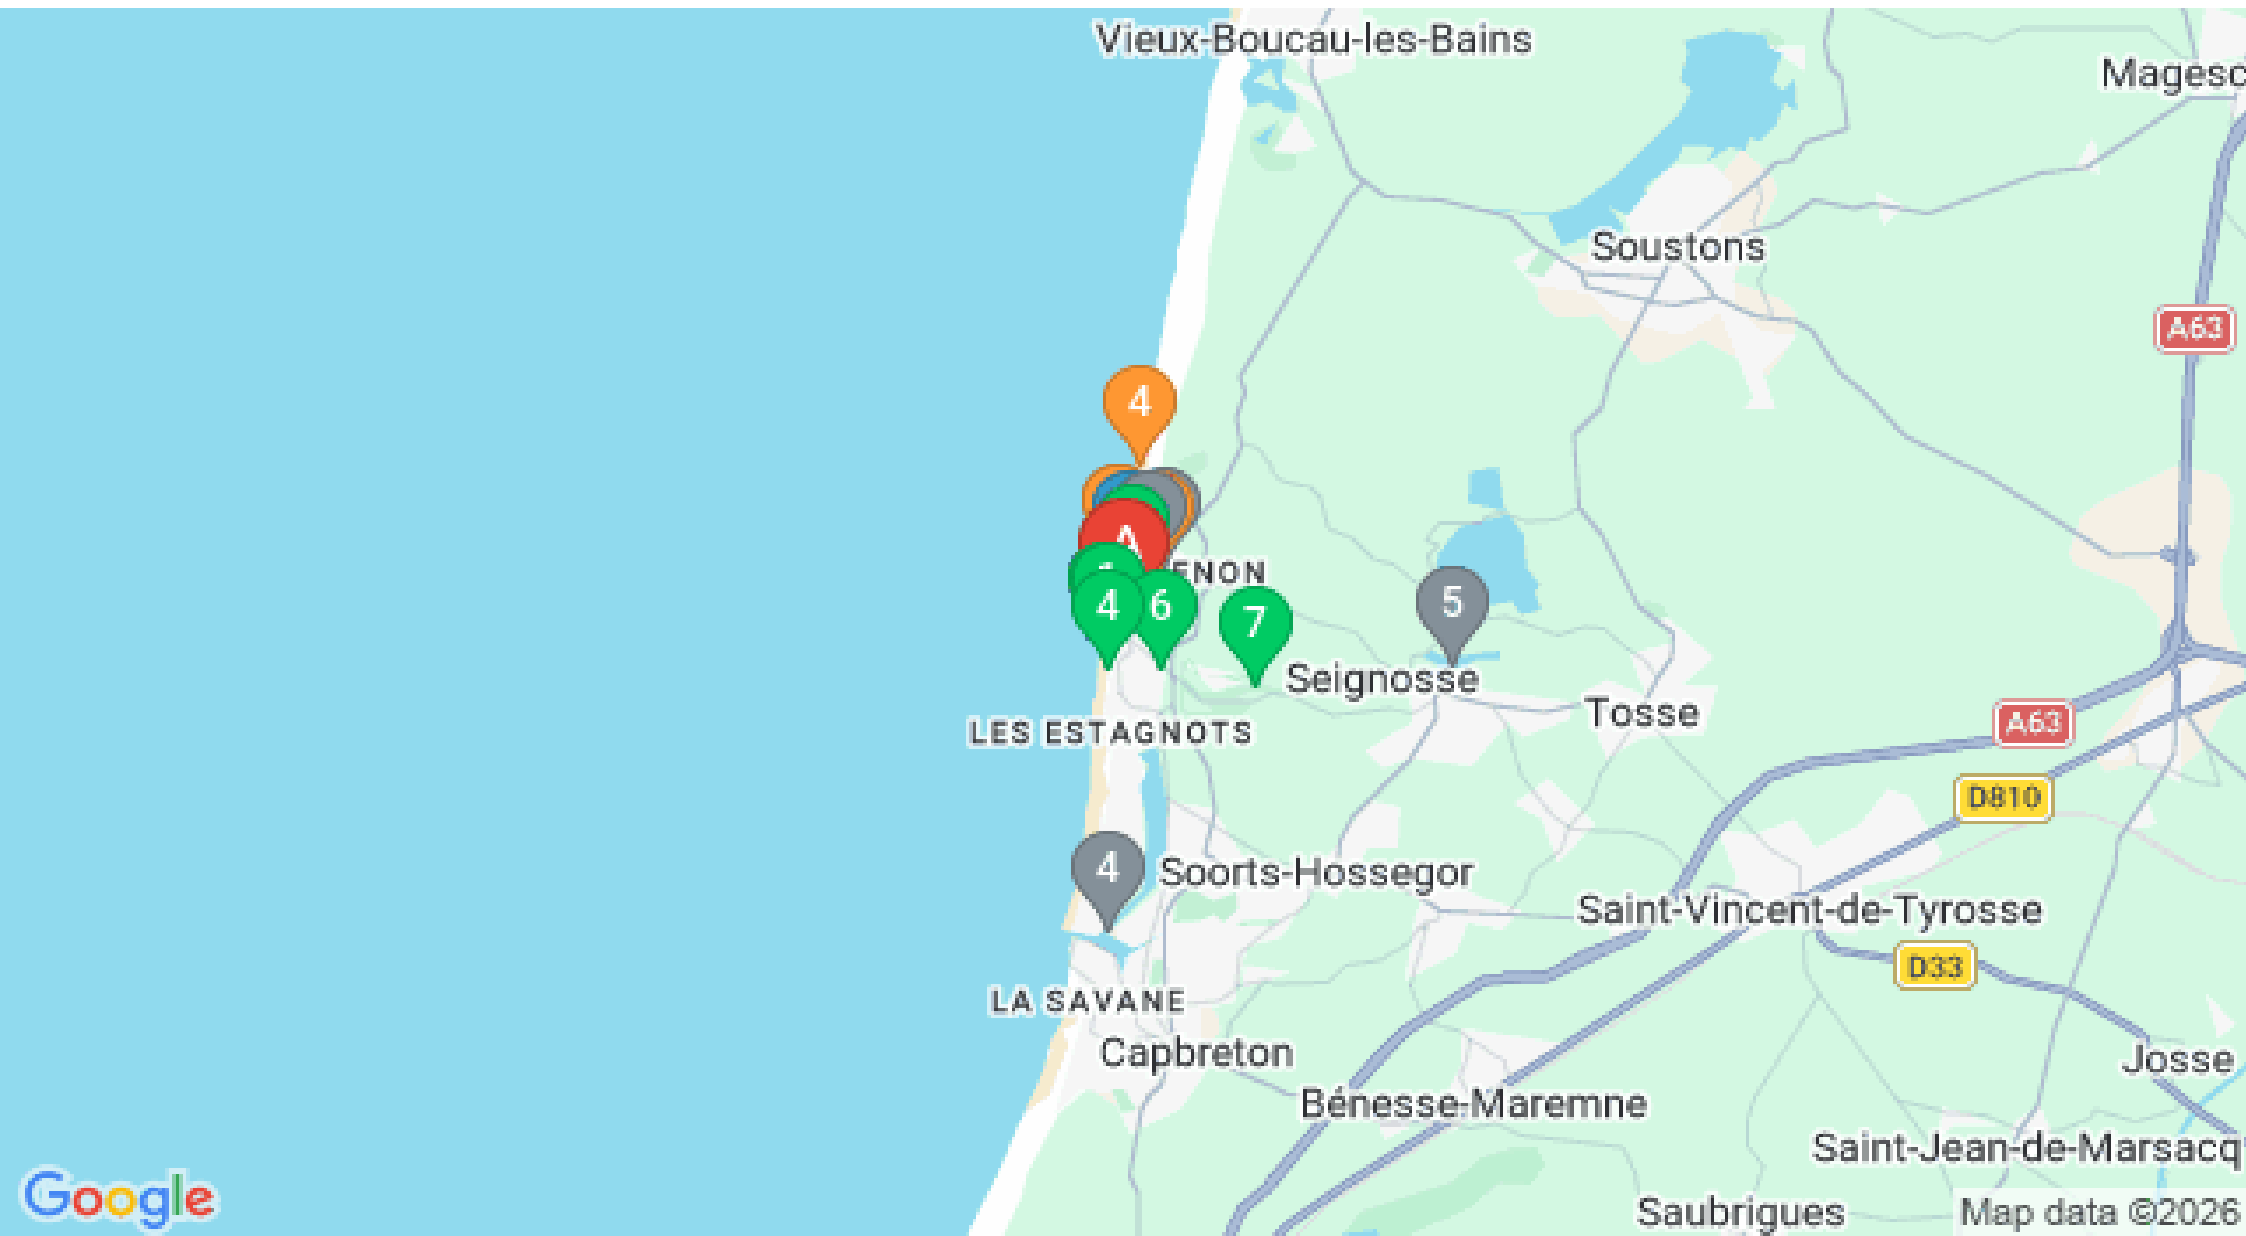 Vieux-Boucau-les-Bains
Magesc
Soustons
A63
4
A
ENON
4
6
7
5
Seignosse
Tosse
LES ESTAGNOTS
A63
D810
4
Soorts-Hossegor
Saint-Vincent-de-Tyrosse
D33
LA SAVANE
Capbreton
Josse
Bénesse-Maremne
Saint-Jean-de-Marsacq
Google
Saubrigues
Map data ©2026